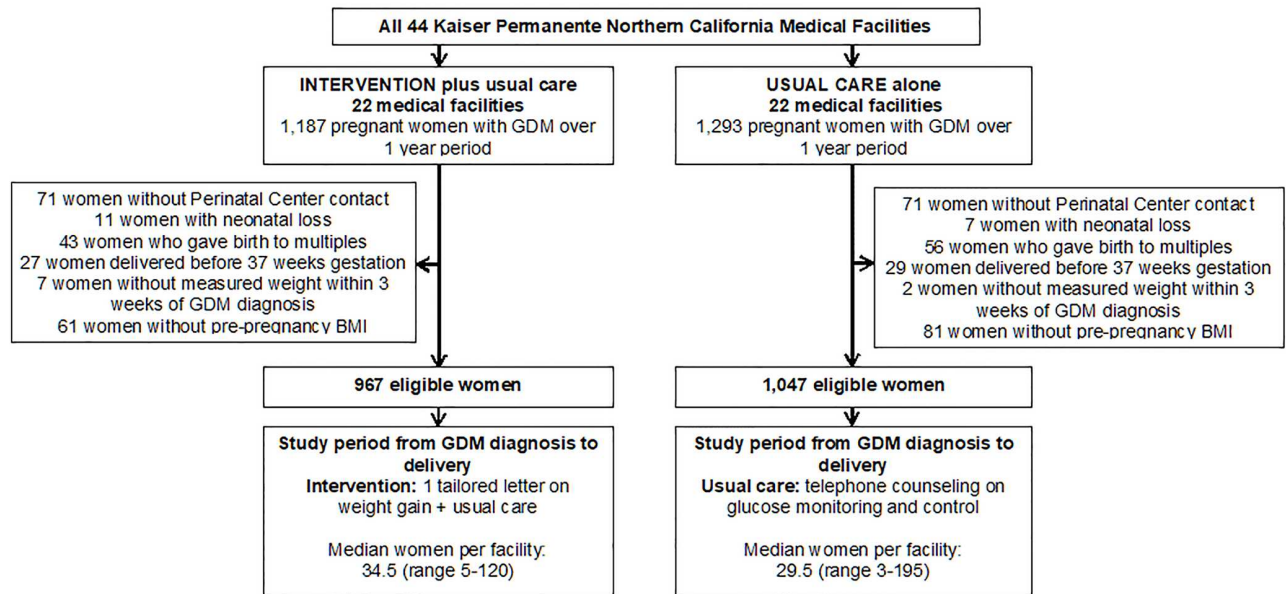 All 44 Kaiser Permanente Northern California Medical Facilities
INTERVENTION plus usual care
22 medical facilities
1,187 pregnant women with GDM over
1 year period
USUAL CARE alone
22 medical facilities
1,293 pregnant women with GDM over
1 year period
71 women without Perinatal Center contact
11 women with neonatal loss
43 women who gave birth to multiples
27 women delivered before 37 weeks gestation
7 women without measured weight within 3
weeks of GDM diagnosis
61 women without pre-pregnancy BMI
71 women without Perinatal Center contact
7 women with neonatal loss
56 women who gave birth to multiples
29 women delivered before 37 weeks gestation
2 women without measured weight within 3
weeks of GDM diagnosis
81 women without pre-pregnancy BMI
967 eligible women
1,047 eligible women
Study period from GDM diagnosis to
delivery
Intervention: 1 tailored letter on
weight gain + usual care
Median women per facility:
34.5 (range 5-120)
Study period from GDM diagnosis to
delivery
Usual care: telephone counseling on
glucose monitoring and control
Median women per facility:
29.5 (range 3-195)